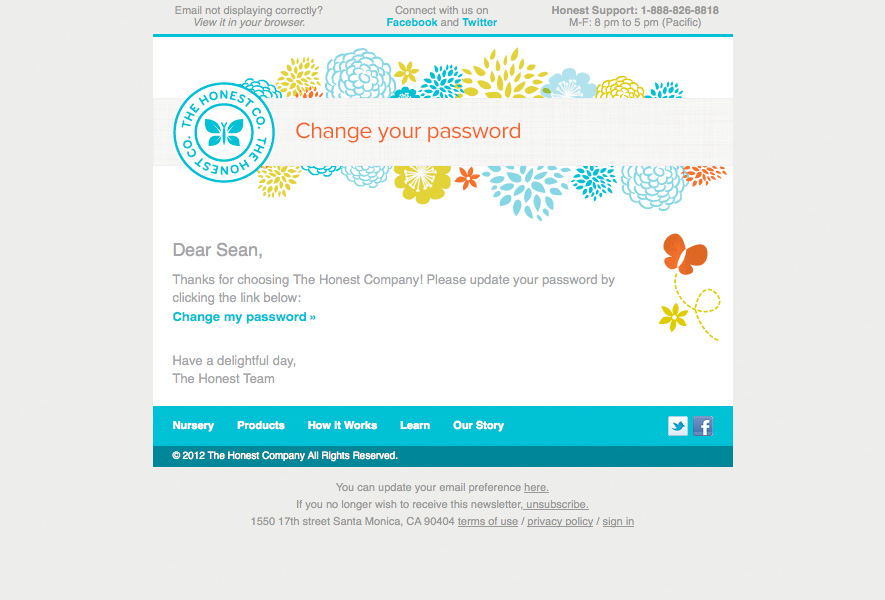 Email not displaying correctly?
View it in your browser.
Connect with us on
Facebook and Twitter
Honest Support: 1-888-826-8818
M-F: 8 pm to 5 pm (Pacific)
THE HONEST CO. THE HONEST CO.
Change your password
Dear Sean,
Thanks for choosing The Honest Company! Please update your password by
clicking the link below:
Change my password »
Have a delightful day,
The Honest Team
Nursery Products How It Works Learn Our Story
© 2012 The Honest Company All Rights Reserved.
You can update your email preference here.
If you no longer wish to receive this newsletter, unsubscribe.
1550 17th street Santa Monica, CA 90404 terms of use / privacy policy / sign in